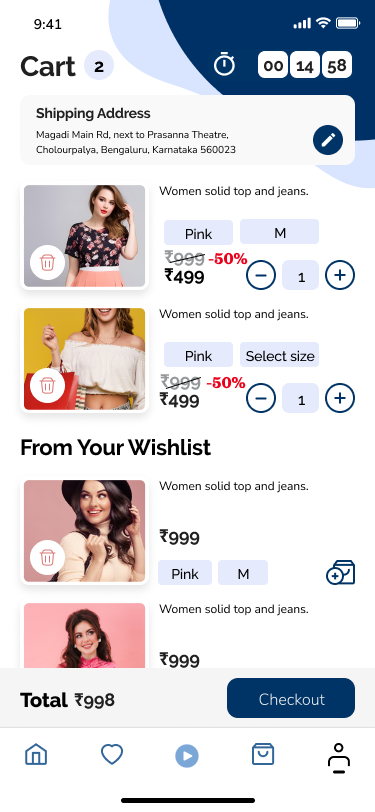 9:41
Cart 2 00 14 58
Shipping Address
Magadi Main Rd, next to Prasanna Theatre,
Cholourpalya, Bengaluru, Karnataka 560023
Women solid top and jeans.
Pink M
₹999 -50%
₹499 1
Women solid top and jeans.
Pink Select size
₹999 -50%
₹499 1
From Your Wishlist
Women solid top and jeans.
₹999
Pink M
Women solid top and jeans.
₹999
Total ₹998 Checkout